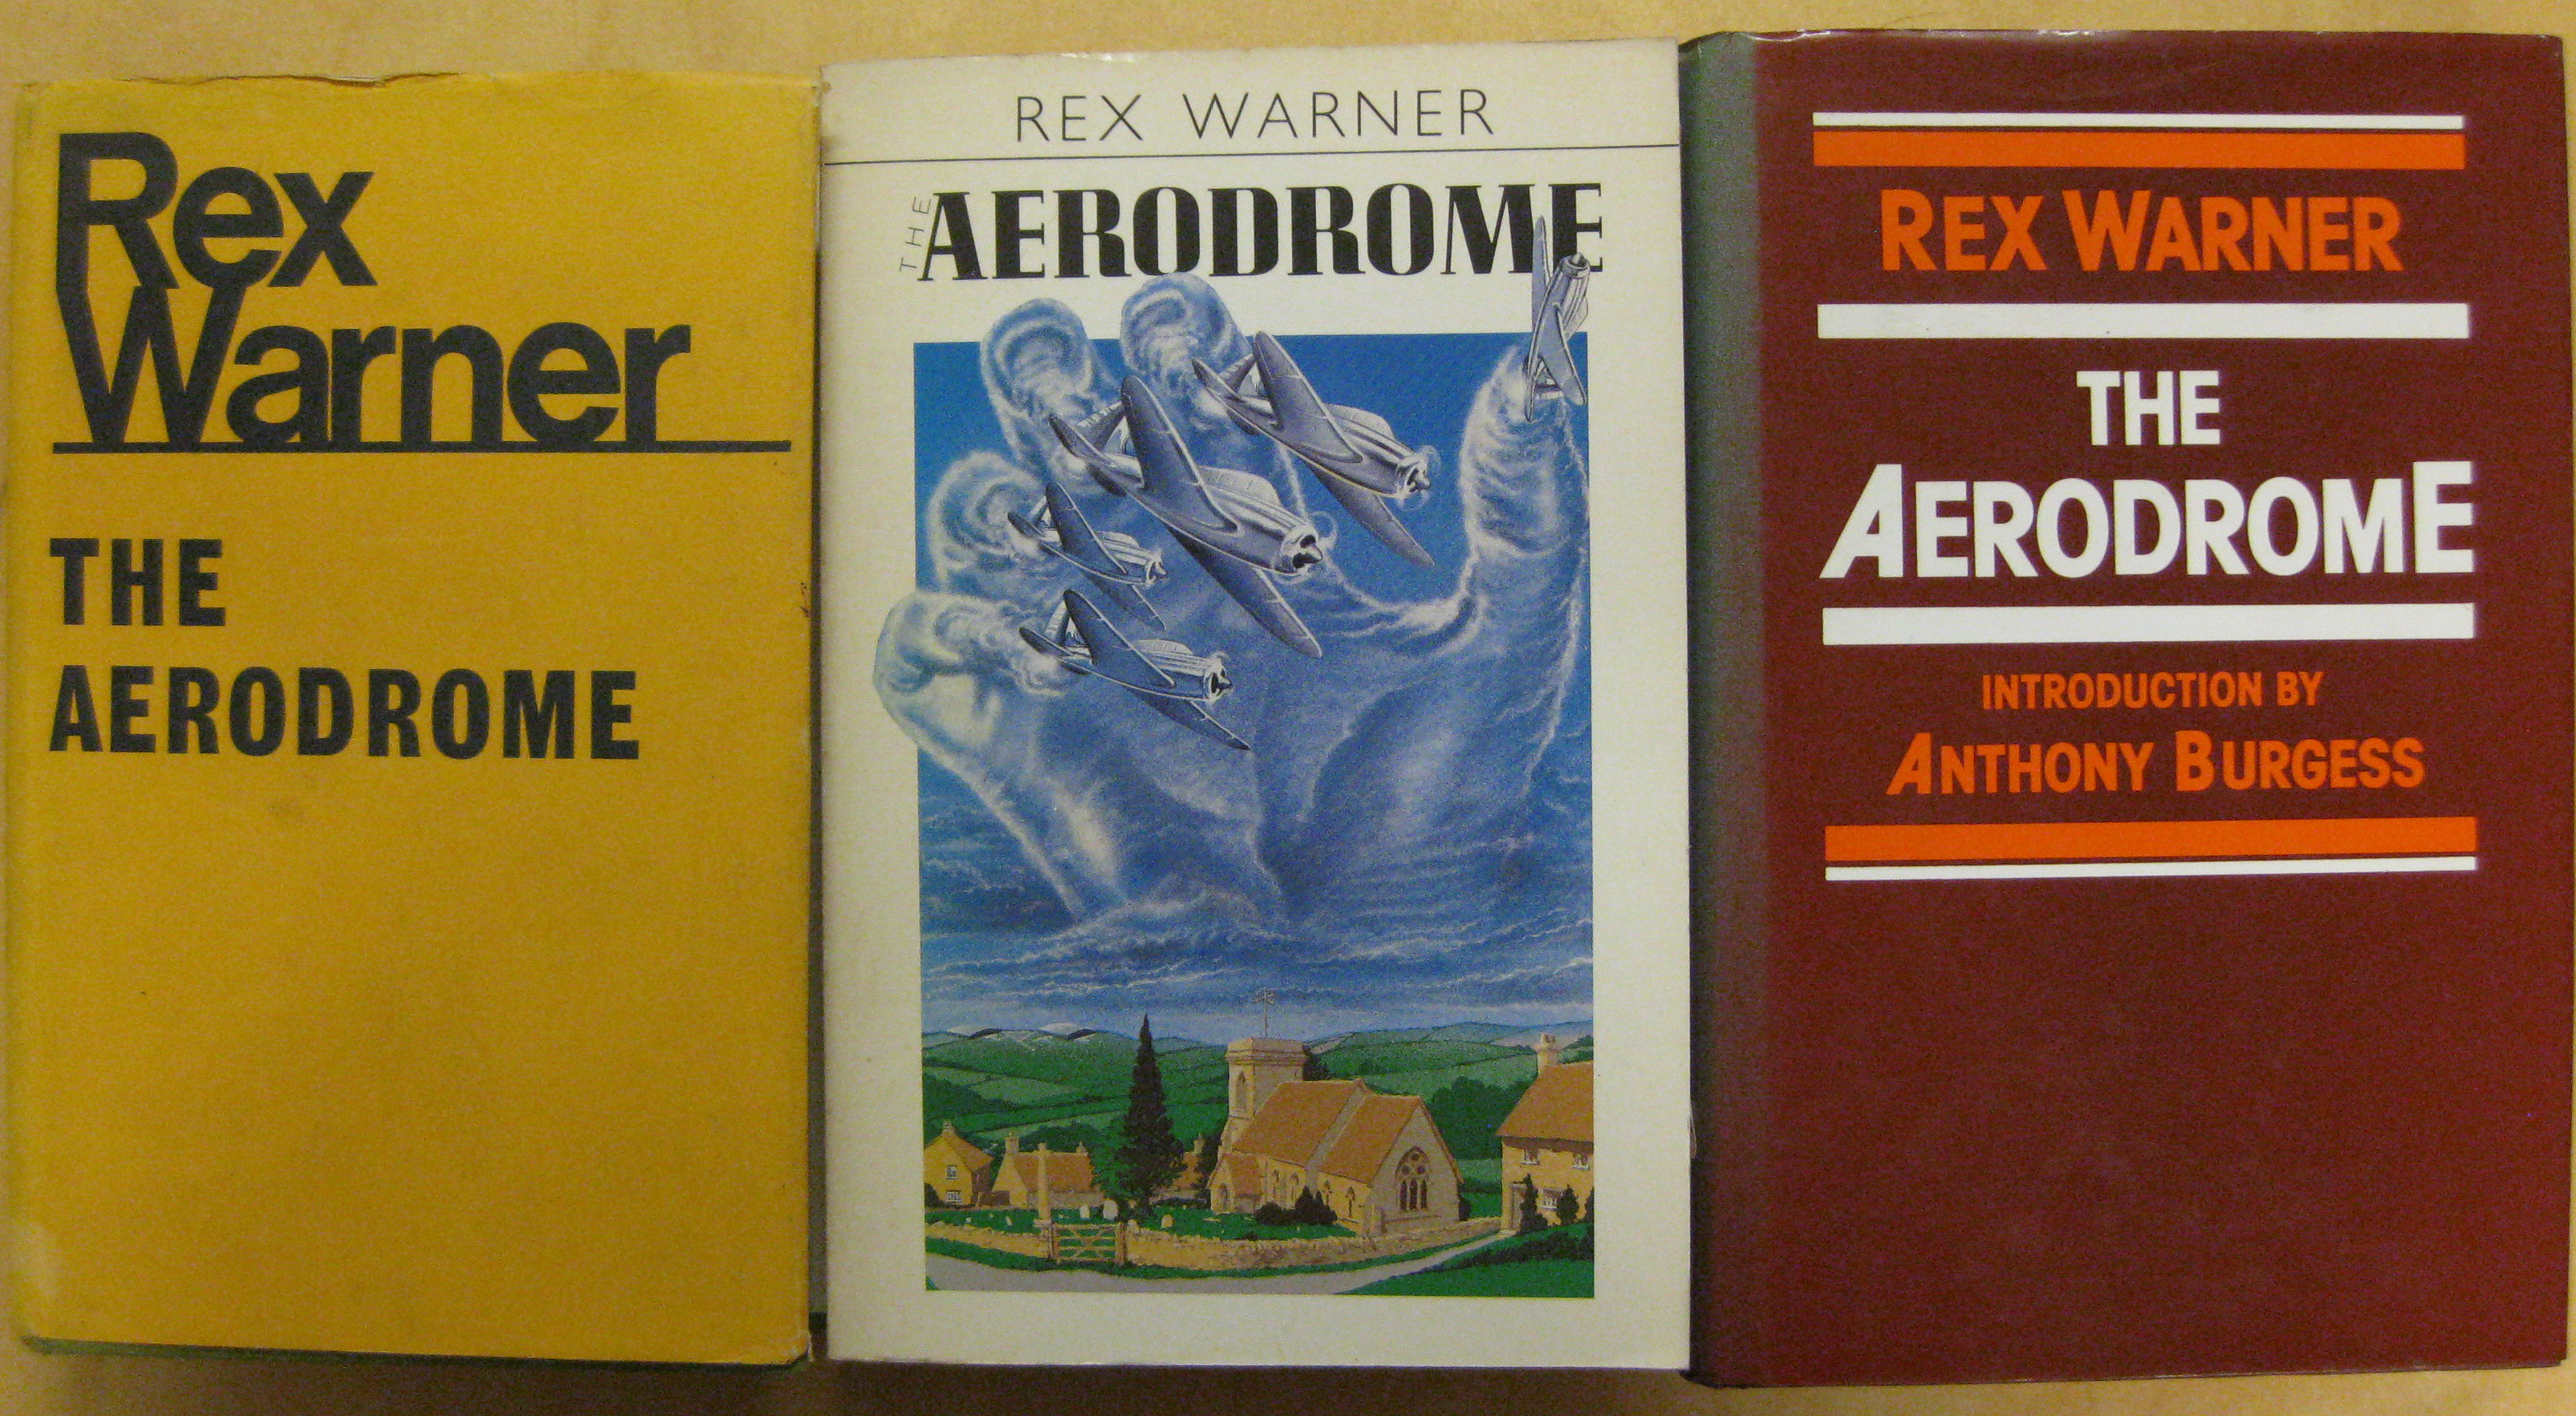 Rex
Warner
THE
AERODROME
REX WARNER
THE AERODROME
REX WARNER
THE
AERODROME
INTRODUCTION BY
ANTHONY BURGESS